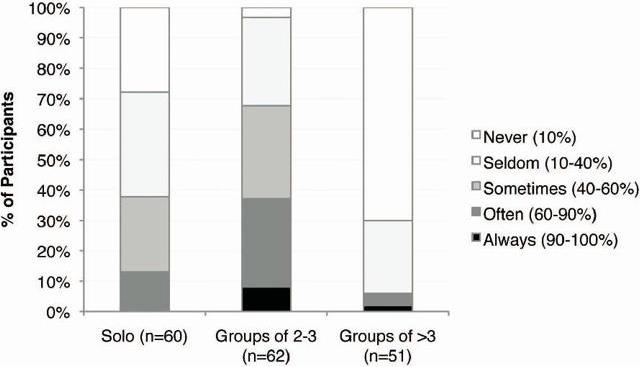 100%
90%
80%
70%
60%
50%
40%
30%
20%
10%
0%
% of Participants
Solo (n=60)
Groups of 2-3
(n=62)
Groups of >3
(n=51)
Never (10%)
Seldom (10-40%)
Sometimes (40-60%)
Often (60-90%)
Always (90-100%)